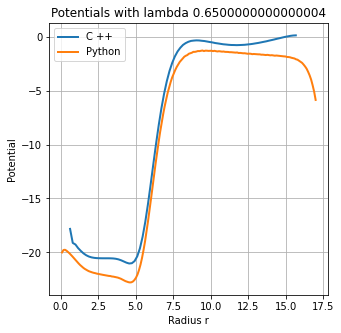 Potentials with lambda 0.6500000000000004
C ++
Python
0
−5
−10
−15
−20
Potential
0.0 2.5 5.0 7.5 10.0 12.5 15.0 17.5
Radius r